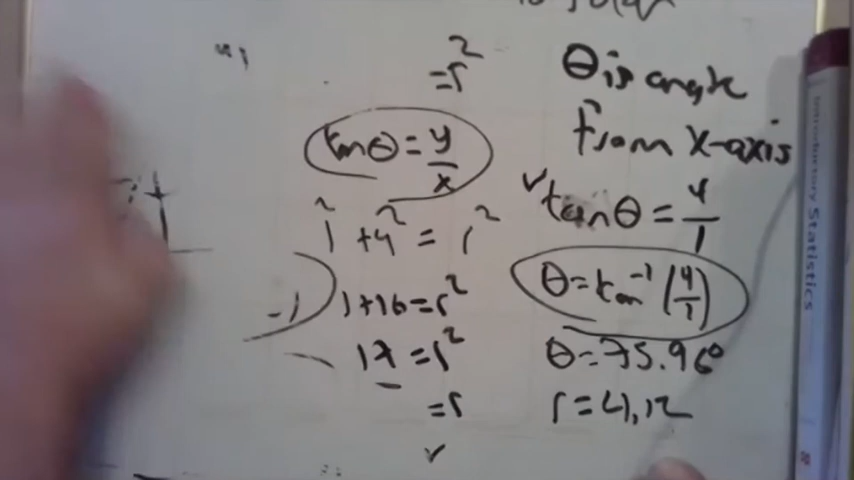 = r²
tanθ = y/x
1² + 4² = r²
1+16 = r²
17 = r²
= r
θ is angle
from x-axis
tanθ = 4/1
θ = tan⁻¹(4/1)
θ = 75.96°
r = 4.12
Introductory Statistics